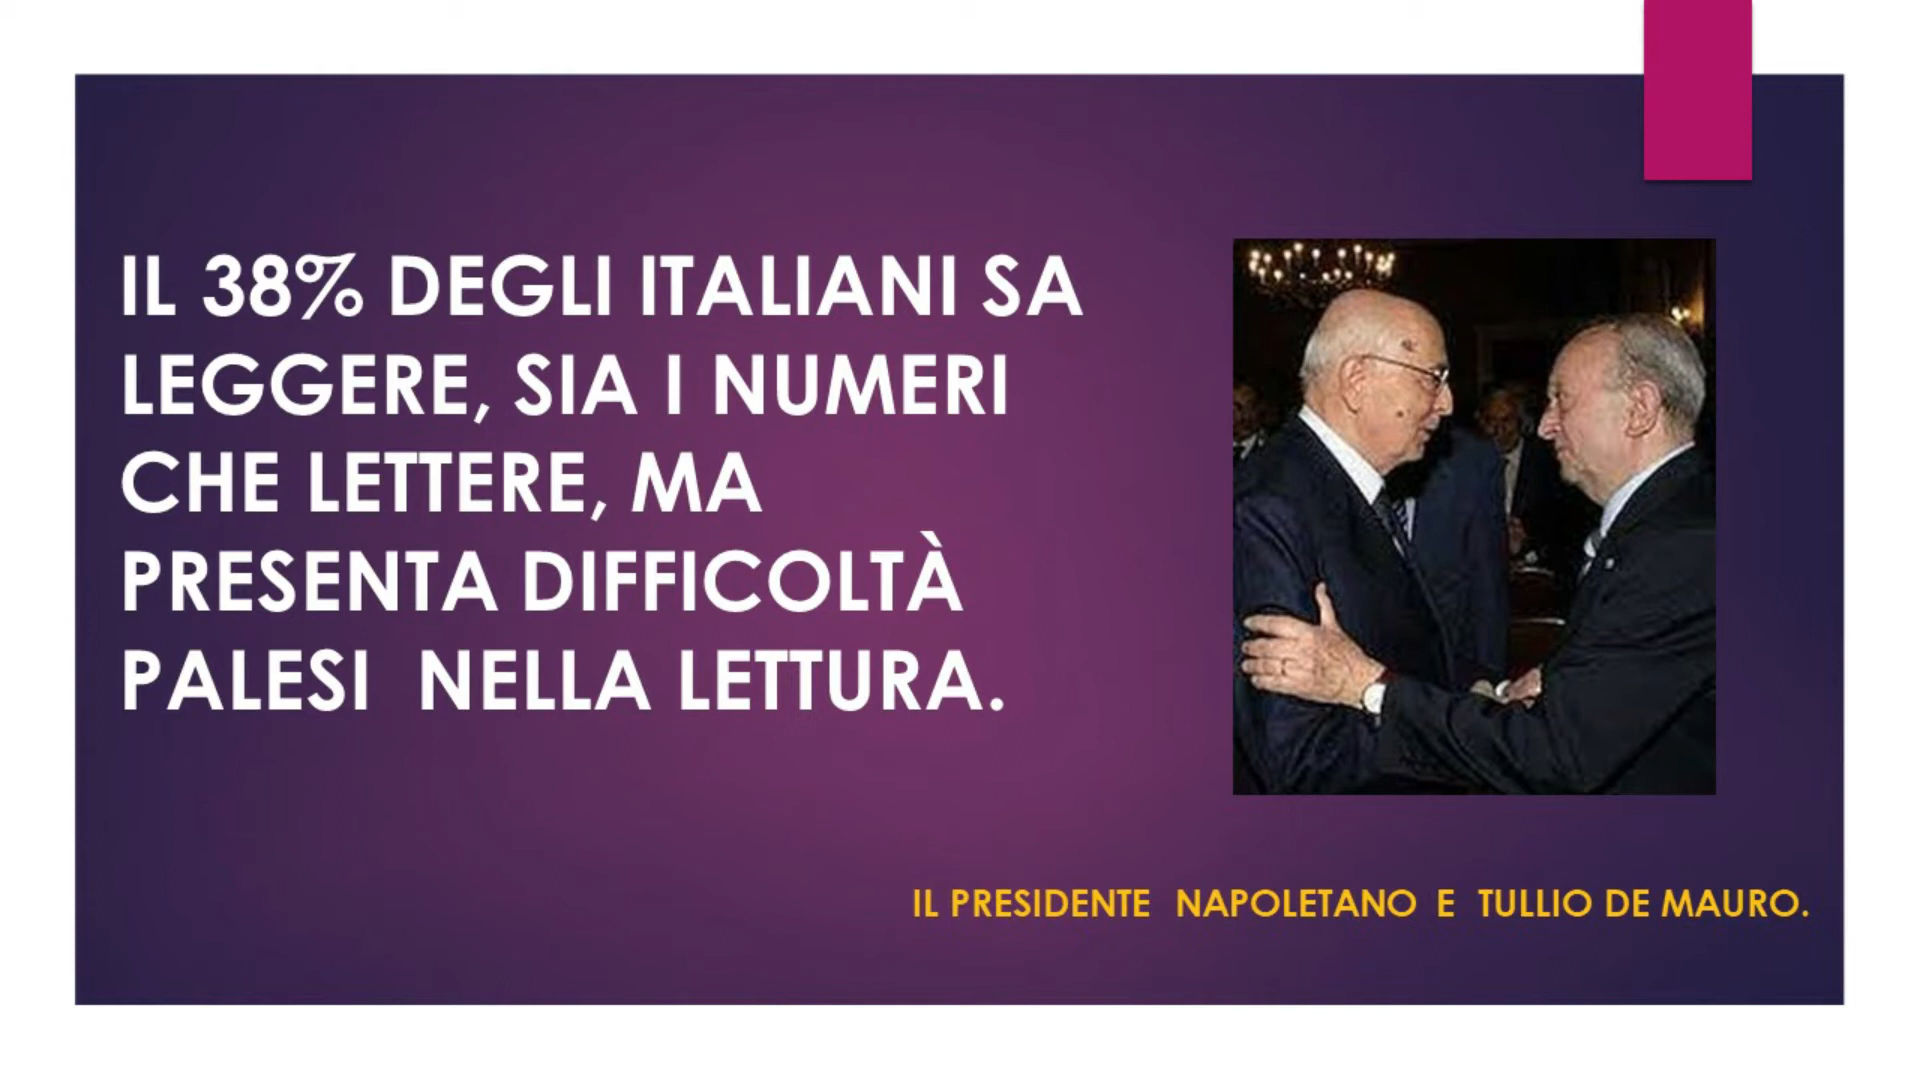 IL 38% DEGLI ITALIANI SA
LEGGERE, SIA I NUMERI
CHE LETTERE, MA
PRESENTA DIFFICOLTÀ
PALESI  NELLA LETTURA.
IL PRESIDENTE  NAPOLETANO  E  TULLIO DE MAURO.